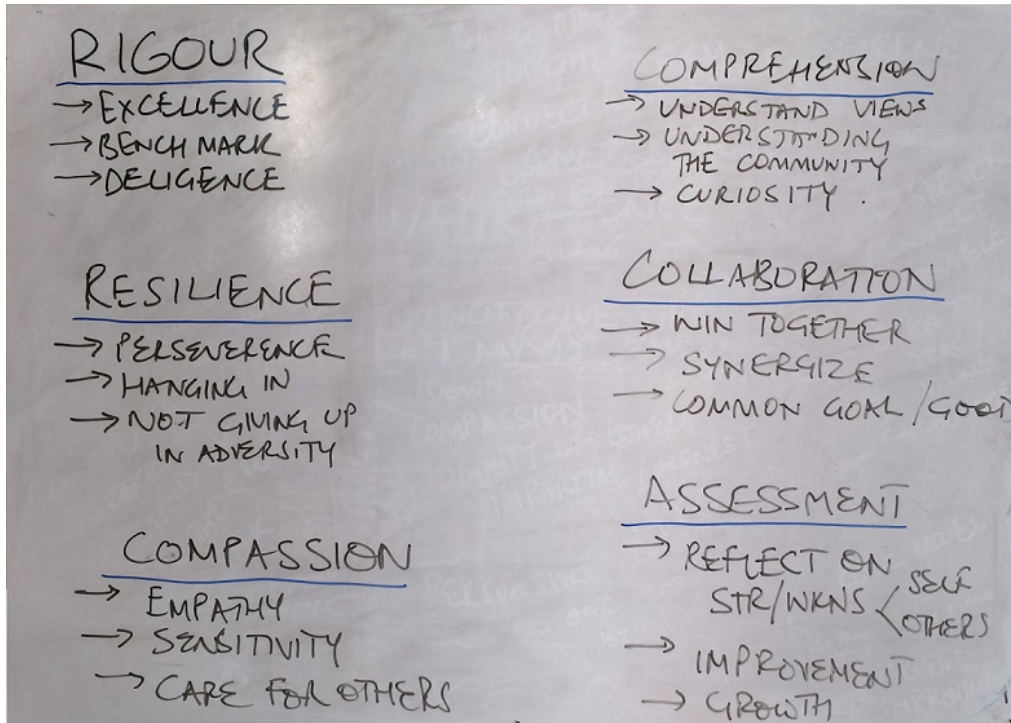 RIGOUR
→ EXCELLENCE
→ BENCH MARK
→ DELIGENCE
RESILIENCE
→ PERSEVERENCE
→ HANGING IN
→ NOT GIVING UP
IN ADVERSITY
COMPASSION
→ EMPATHY
→ SENSITIVITY
→ CARE FOR OTHERS
COMPREHENSION
→ UNDERSTAND VIEWS
→ UNDERSTANDING
THE COMMUNITY
→ CURIOSITY.
COLLABORATION
→ WIN TOGETHER
→ SYNERGIZE
→ COMMON GOAL/GOOD
ASSESSMENT
→ REFLECT ON
STR/WKNS < SELF
OTHERS
→ IMPROVEMENT
→ GROWTH